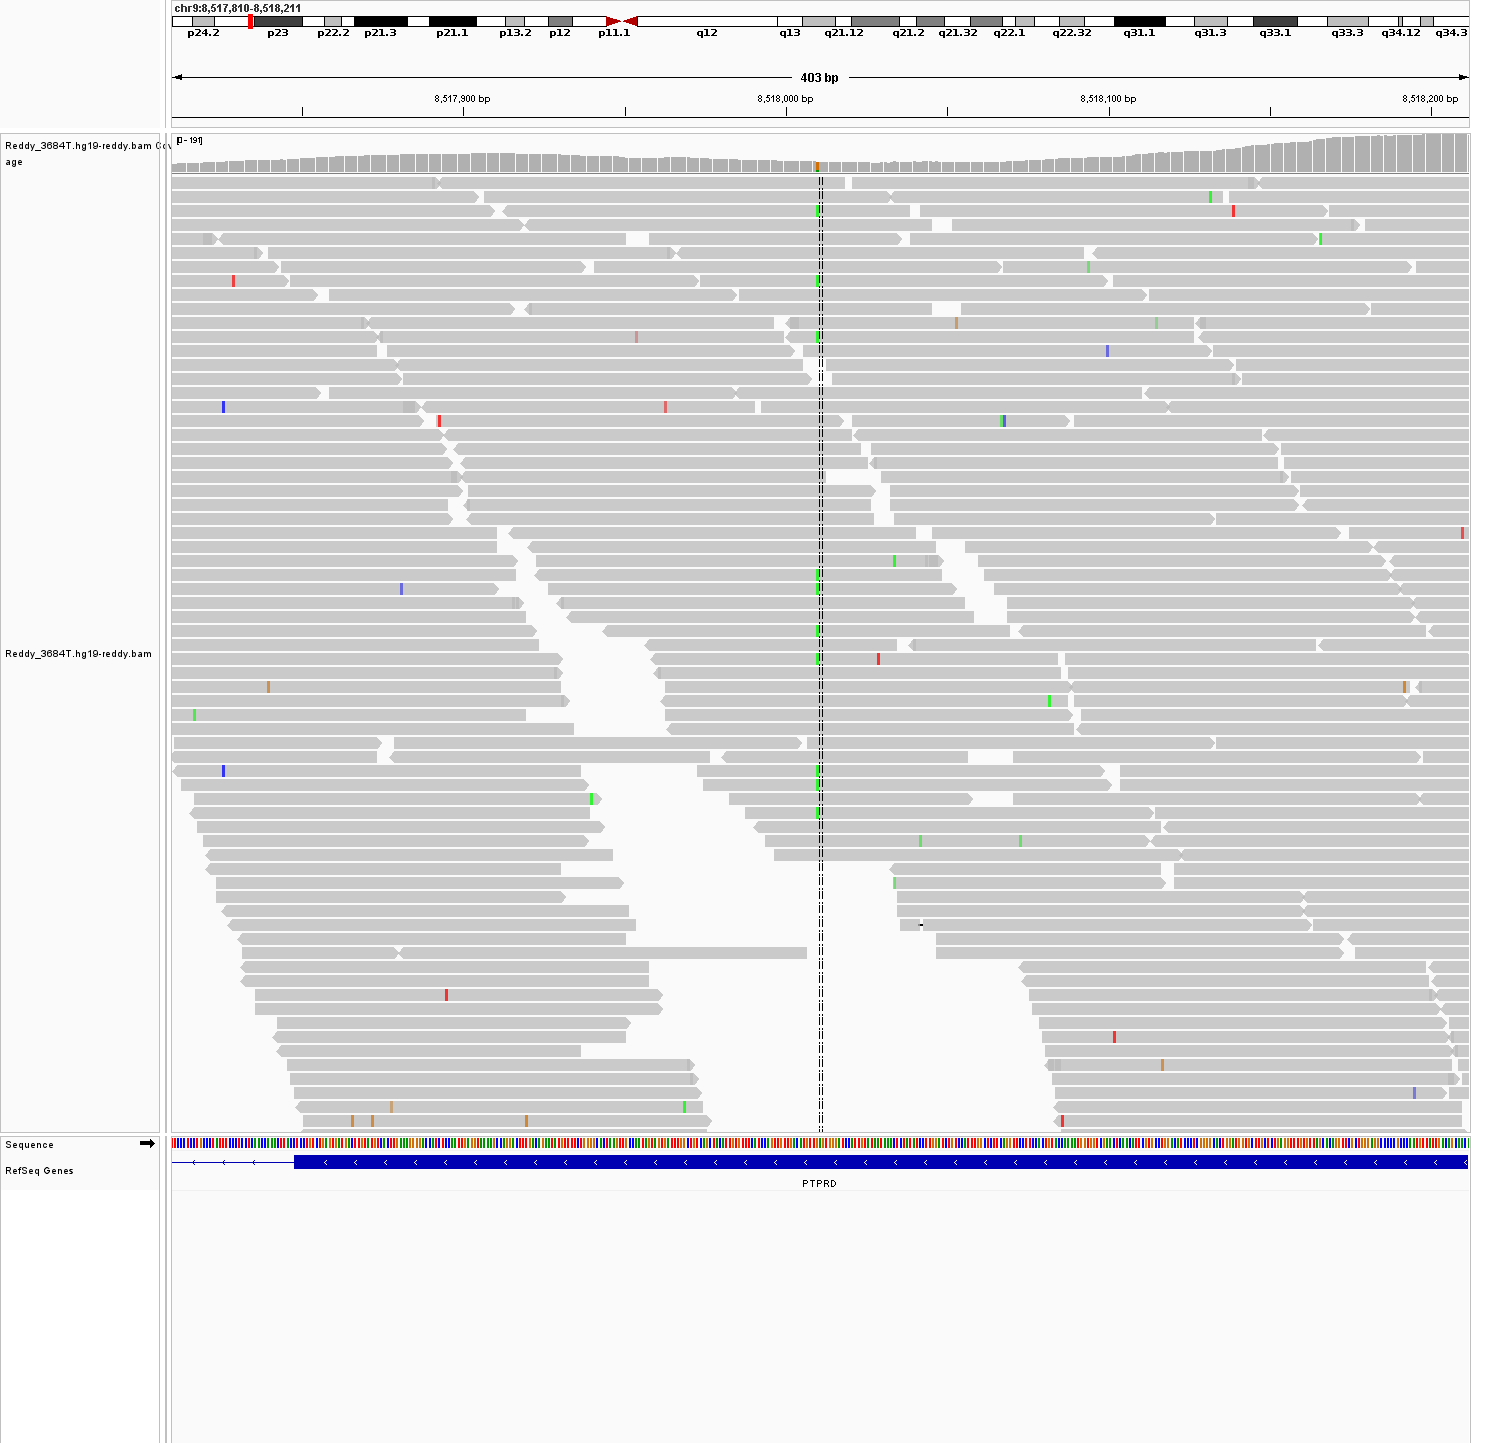 chr9:8,517,810-8,518,211
p24.2 p23 p22.2 p21.3 p21.1 p13.2 p12 p11.1 q12 q13 q21.12 q21.2 q21.32 q22.1 q22.32 q31.1 q31.3 q33.1 q33.3 q34.12 q34.3
403 bp
8,517,900 bp 8,518,000 bp 8,518,100 bp 8,518,200 bp
Reddy_3684T.hg19-reddy.bam Cov
age
[0 - 191]
Reddy_3684T.hg19-reddy.bam
Sequence
RefSeq Genes
PTPRD